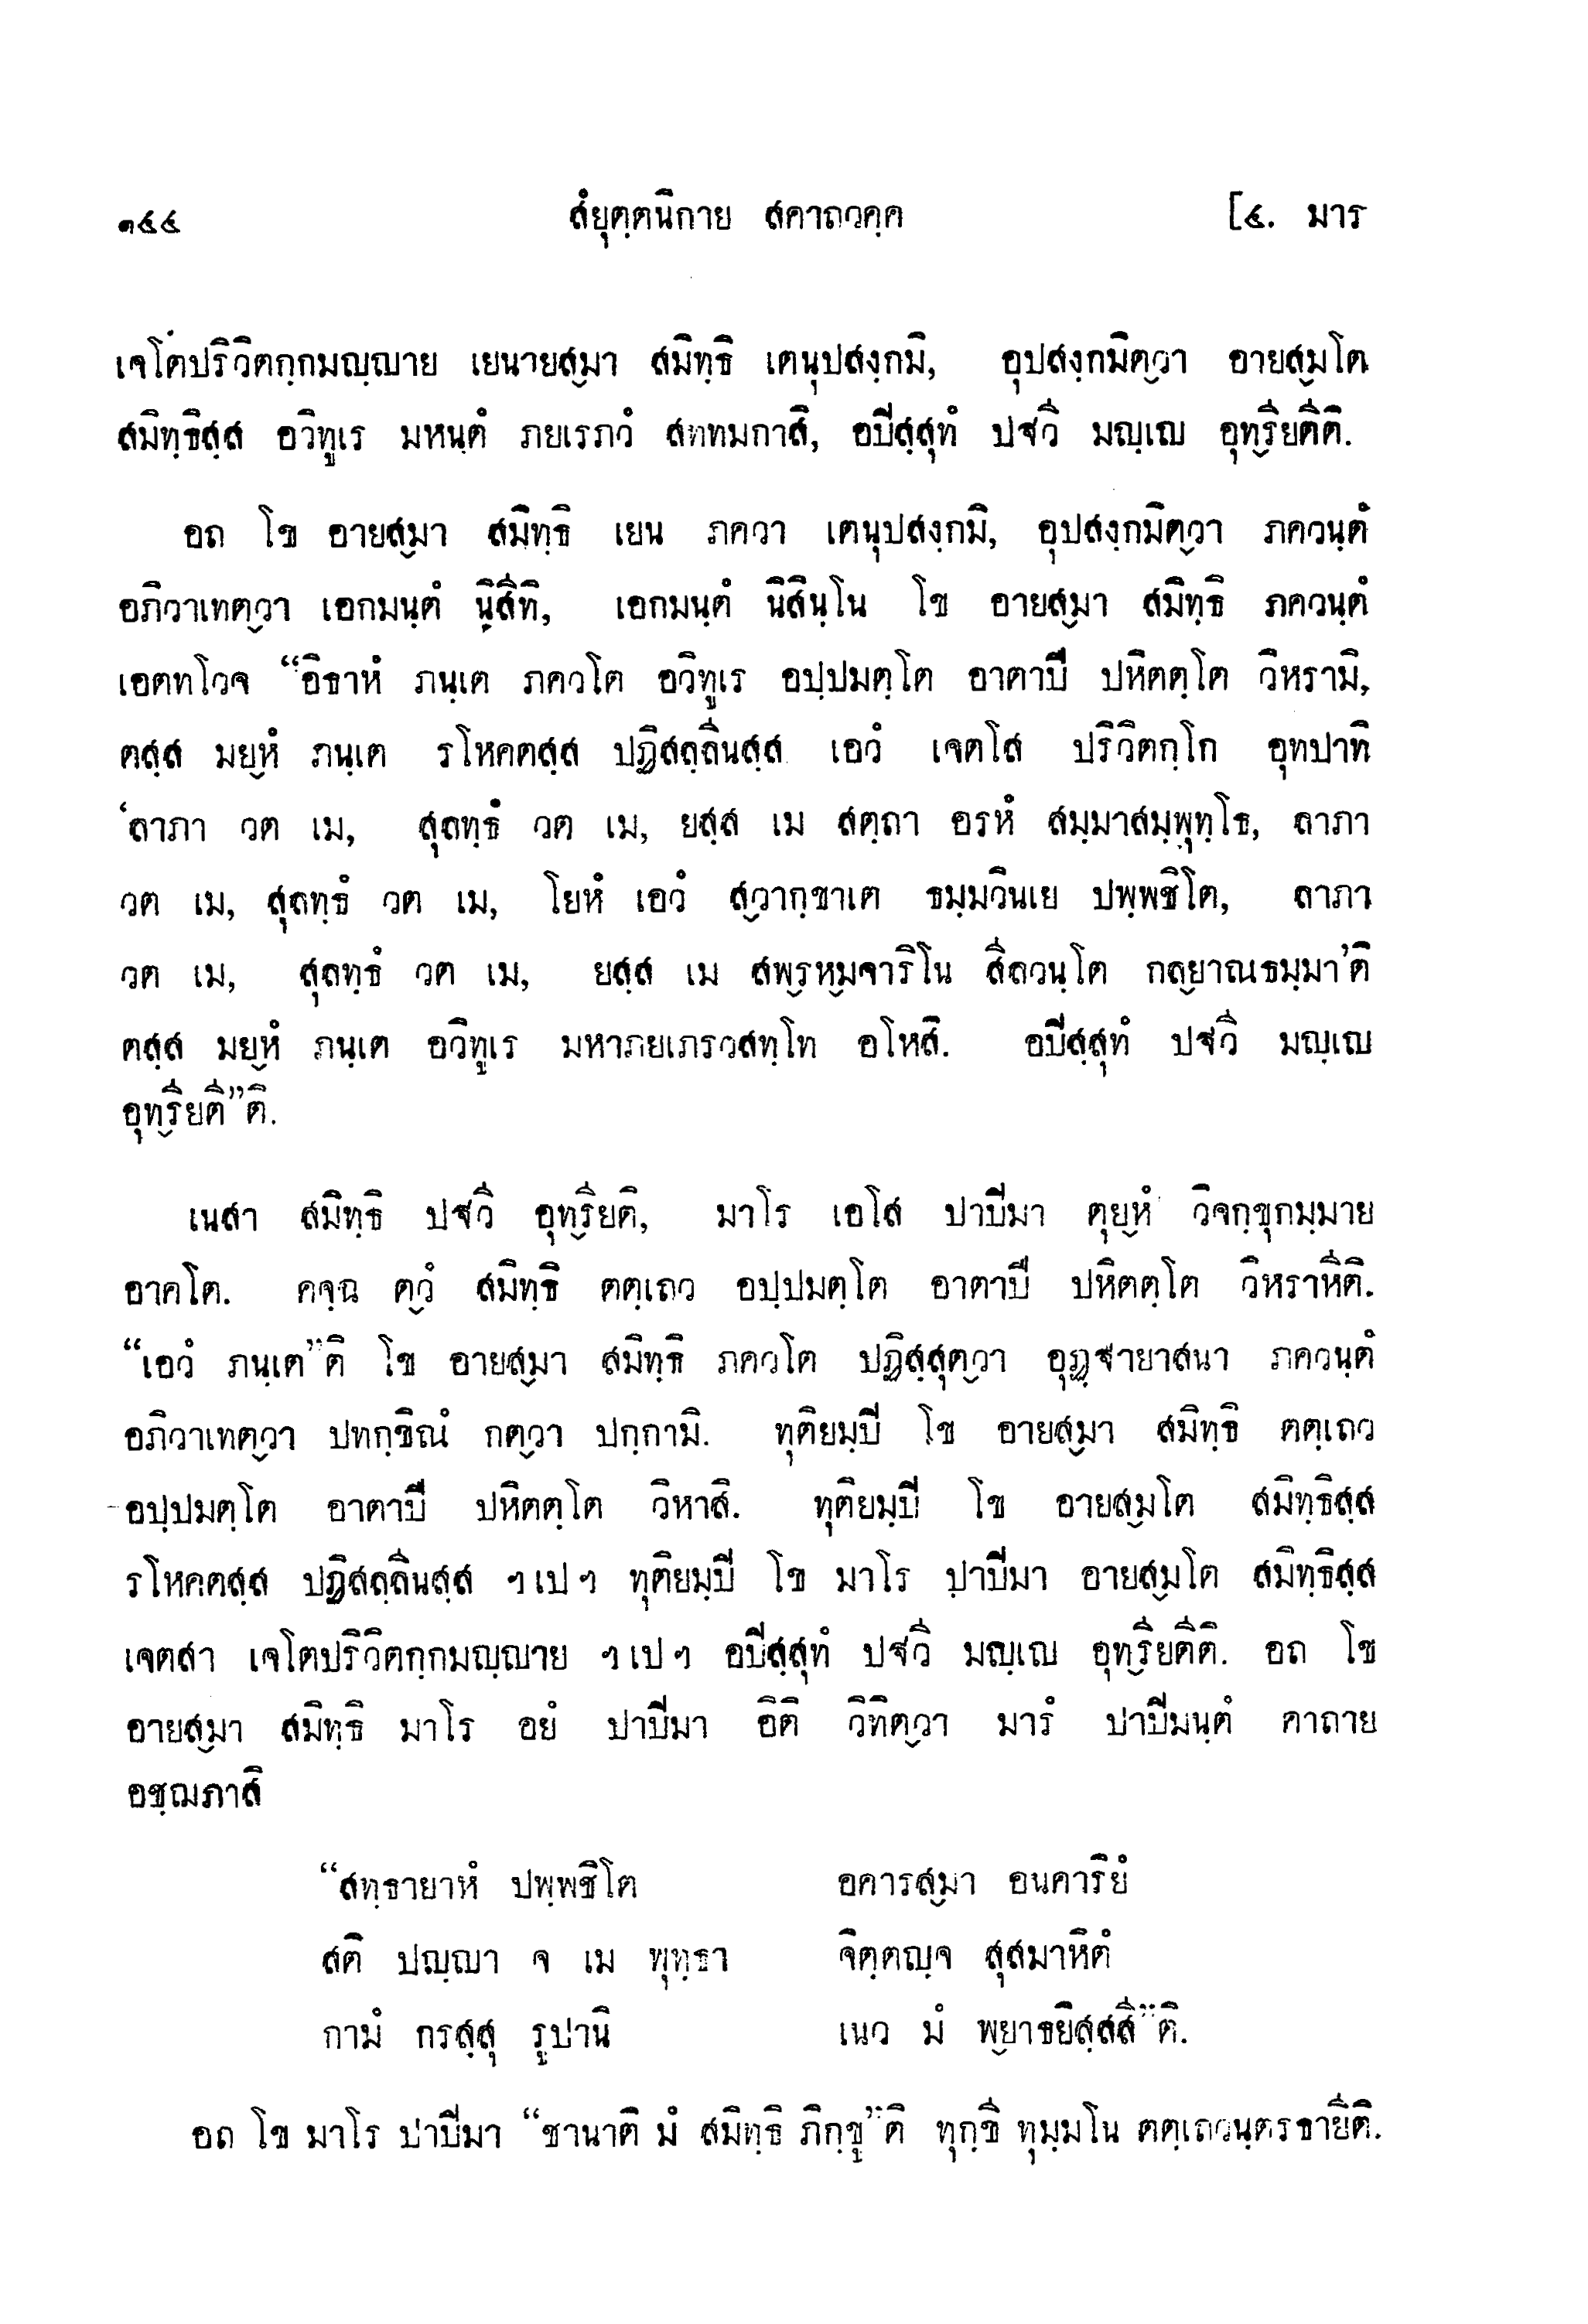 ๑๔๔ สํยุตฺตนิกาย สคาถวคฺค [๔. มาร
เจโตปริวิตกฺกมญฺญาย เยนายสฺมา สมิทฺธิ เตนุปสงฺกมิ, อุปสงฺกมิตฺวา อายสฺมโต
สมิทฺธิสฺส อวิทูเร มหนฺตํ ภยเรภวํ สททมกาสิ, อปิสฺสุทํ ปฐวี มญฺเญ อุทฺรียตีติ.
อถ โข อายสฺมา สมิทฺธิ เยน ภควา เตนุปสงฺกมิ, อุปสงฺกมิตฺวา ภควนฺตํ
อภิวาเทตฺวา เอกมนฺตํ นิสีทิ, เอกมนฺตํ นิสินฺโน โข อายสฺมา สมิทฺธิ ภควนฺตํ
เอตทโวจ “อิธาหํ ภนฺเต ภควโต อวิทูเร อปฺปมตฺโต อาตาปี ปหิตตฺโต วิหรามิ,
ตสฺส มยฺหํ ภนฺเต รโหคตสฺส ปฏิสลฺลีนสฺส เอวํ เจตโส ปริวิตกฺโก อุทปาทิ
‘ลาภา วต เม, สุลทฺธํ วต เม, ยสฺส เม สตฺถา อรหํ สมฺมาสมฺพุทฺโธ, ลาภา
วต เม, สุลทฺธํ วต เม, โยหํ เอวํ สฺวากฺขาเต ธมฺมวินเย ปพฺพชิโต, ลาภา
วต เม, สุลทฺธํ วต เม, ยสฺส เม สพฺรหฺมจาริโน สีลวนฺโต กลฺยาณธมฺมา’ติ
ตสฺส มยฺหํ ภนฺเต อวิทูเร มหาภยเภรวสทฺโท อโหสิ. อปิสฺสุทํ ปฐวี มญฺเญ
อุทฺรียตี”ติ.
เนสา สมิทฺธิ ปฐวี อุทฺรียติ, มาโร เอโส ปาปิมา ตุยฺหํ วิจกฺขุกมฺมาย
อาคโต. คจฺฉ ตฺวํ สมิทฺธิ ตตฺเถว อปฺปมตฺโต อาตาปี ปหิตตฺโต วิหราหีติ.
“เอวํ ภนฺเต”ติ โข อายสฺมา สมิทฺธิ ภควโต ปฏิสฺสุตฺวา อุฏฺฐายาสนา ภควนฺตํ
อภิวาเทตฺวา ปทกฺขิณํ กตฺวา ปกฺกามิ. ทุติยมฺปิ โข อายสฺมา สมิทฺธิ ตตฺเถว
อปฺปมตฺโต อาตาปี ปหิตตฺโต วิหาสิ. ทุติยมฺปิ โข อายสฺมโต สมิทฺธิสฺส
รโหคตสฺส ปฏิสลฺลีนสฺส ฯ เป ฯ ทุติยมฺปิ โข มาโร ปาปิมา อายสฺมโต สมิทฺธิสฺส
เจตสา เจโตปริวิตกฺกมญฺญาย ฯ เป ฯ อปิสฺสุทํ ปฐวี มญฺเญ อุทฺรียตีติ. อถ โข
อายสฺมา สมิทฺธิ มาโร อยํ ปาปิมา อิติ วิทิตฺวา มารํ ปาปิมนฺตํ คาถาย
อชฺฌภาสิ
“สทฺธายาหํ ปพฺพชิโต อคารสฺมา อนคาริยํ
สติ ปญฺญา จ เม พุทฺธา จิตฺตญฺจ สุสมาหิตํ
กามํ กรสฺสุ รูปานิ เนว มํ พฺยาธยิสฺสสี”ติ.
อถ โข มาโร ปาปิมา “ชานาติ มํ สมิทฺธิ ภิกฺขู”ติ ทุกฺขี ทุมฺมโน ตตฺเถวนฺตรธายีติ.